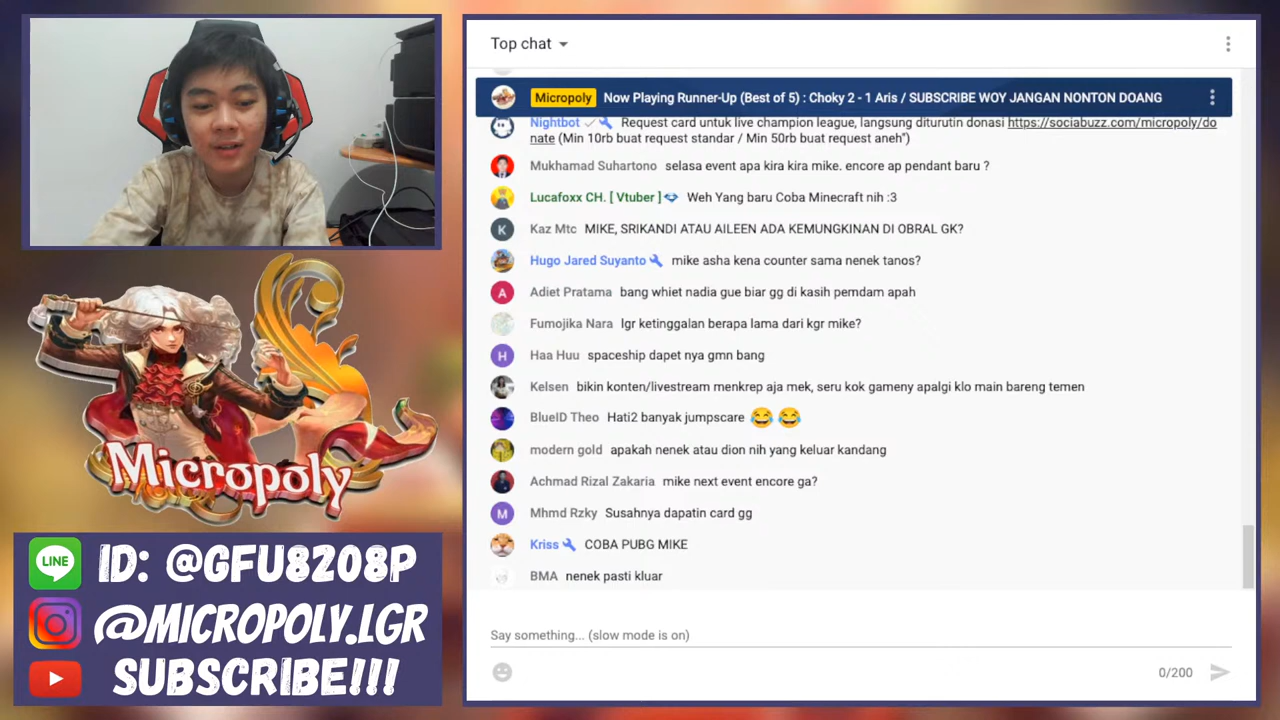 Micropoly
LINE
ID: @GFU8208P
@MICROPOLY.LGR
SUBSCRIBE!!!
Top chat
Micropoly Now Playing Runner-Up (Best of 5) : Choky 2 - 1 Aris / SUBSCRIBE WOY JANGAN NONTON DOANG
Nightbot Request card untuk live champion league, langsung diturutin donasi https://sociabuzz.com/micropoly/do
nate (Min 10rb buat request standar / Min 50rb buat request aneh")
Mukhamad Suhartono selasa event apa kira kira mike. encore ap pendant baru ?
Lucafoxx CH. [ Vtuber ] Weh Yang baru Coba Minecraft nih :3
K Kaz Mtc MIKE, SRIKANDI ATAU AILEEN ADA KEMUNGKINAN DI OBRAL GK?
Hugo Jared Suyanto mike asha kena counter sama nenek tanos?
A Adiet Pratama bang whiet nadia gue biar gg di kasih perndam apah
Fumojika Nara lgr ketinggalan berapa lama dari kgr mike?
H Haa Huu spaceship dapet nya gmn bang
Kelsen bikin konten/livestream menkrep aja mek, seru kok gameny apalgi klo main bareng temen
BlueID Theo Hati2 banyak jumpscare 😂 😂
modern gold apakah nenek atau dion nih yang keluar kandang
Achmad Rizal Zakaria mike next event encore ga?
M Mhmd Rzky Susahnya dapatin card gg
Kriss COBA PUBG MIKE
BMA nenek pasti kluar
Say something... (slow mode is on)
0/200